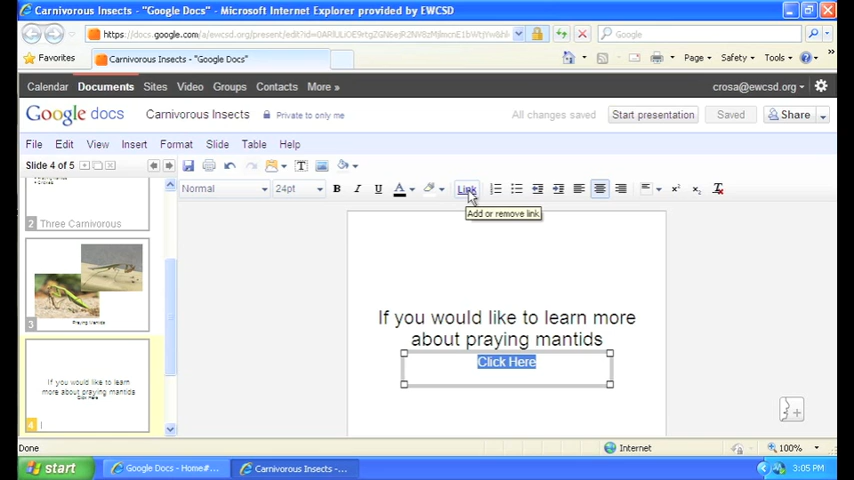 Carnivorous Insects - "Google Docs" - Microsoft Internet Explorer provided by EWCSD
Google
Favorites
Carnivorous Insects - "Google Docs"
Page
Safety
Tools
Calendar Documents Sites Video Groups Contacts More »
crosa@ewcsd.org
Google docs
Carnivorous Insects
Private to only me
All changes saved
Start presentation
Saved
Share
File Edit View Insert Format Slide Table Help
Slide 4 of 5
Normal
24pt
B I U A
Link
Add or remove link
2 Three Carnivorous
3
Praying Mantids
If you would like to learn
more about praying mantids
Click Here
4
If you would like to learn more
about praying mantids
Click Here
Done
Internet
100%
start
Google Docs - Home#...
Carnivorous Insects -...
3:05 PM